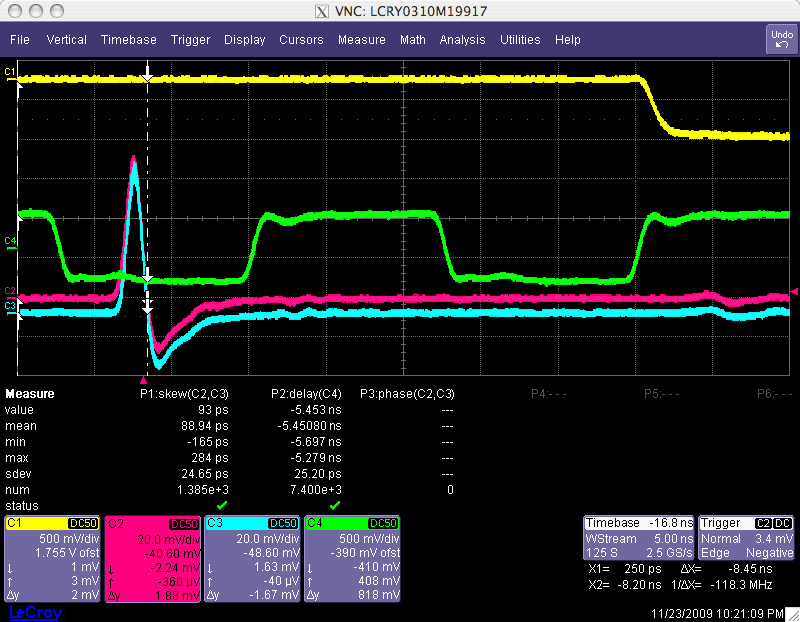 VNC: LCRY0310M19917
File Vertical Timebase Trigger Display Cursors Measure Math Analysis Utilities Help Undo
C1
C4
C2
C3
Measure P1:skew(C2,C3) P2:delay(C4) P3:phase(C2,C3) P4:--- P5:--- P6:---
value 93 ps -5.453 ns ---
mean 88.94 ps -5.45080 ns ---
min -165 ps -5.697 ns ---
max 284 ps -5.279 ns ---
sdev 24.65 ps 25.20 ps ---
num 1.385e+3 7.400e+3 0
status
C1 DC50 C2 DC50 C3 DC50 C4 DC50 Timebase -16.8 ns Trigger C2 DC
500 mV/div 20.0 mV/div 20.0 mV/div 500 mV/div WStream 5.00 ns Normal 3.4 mV
1.755 V ofst -40.60 mV -48.60 mV -390 mV ofst 125 S 2.5 GS/s Edge Negative
↓ 1 mV ↓ -2.24 mV ↓ 1.63 mV ↓ -410 mV X1= 250 ps ΔX= -8.45 ns
↑ 3 mV ↑ -360 µV ↑ -40 µV ↑ 408 mV X2= -8.20 ns 1/ΔX= -118.3 MHz
Δy 2 mV Δy 1.88 mV Δy -1.67 mV Δy 818 mV
LeCroy 11/23/2009 10:21:09 PM